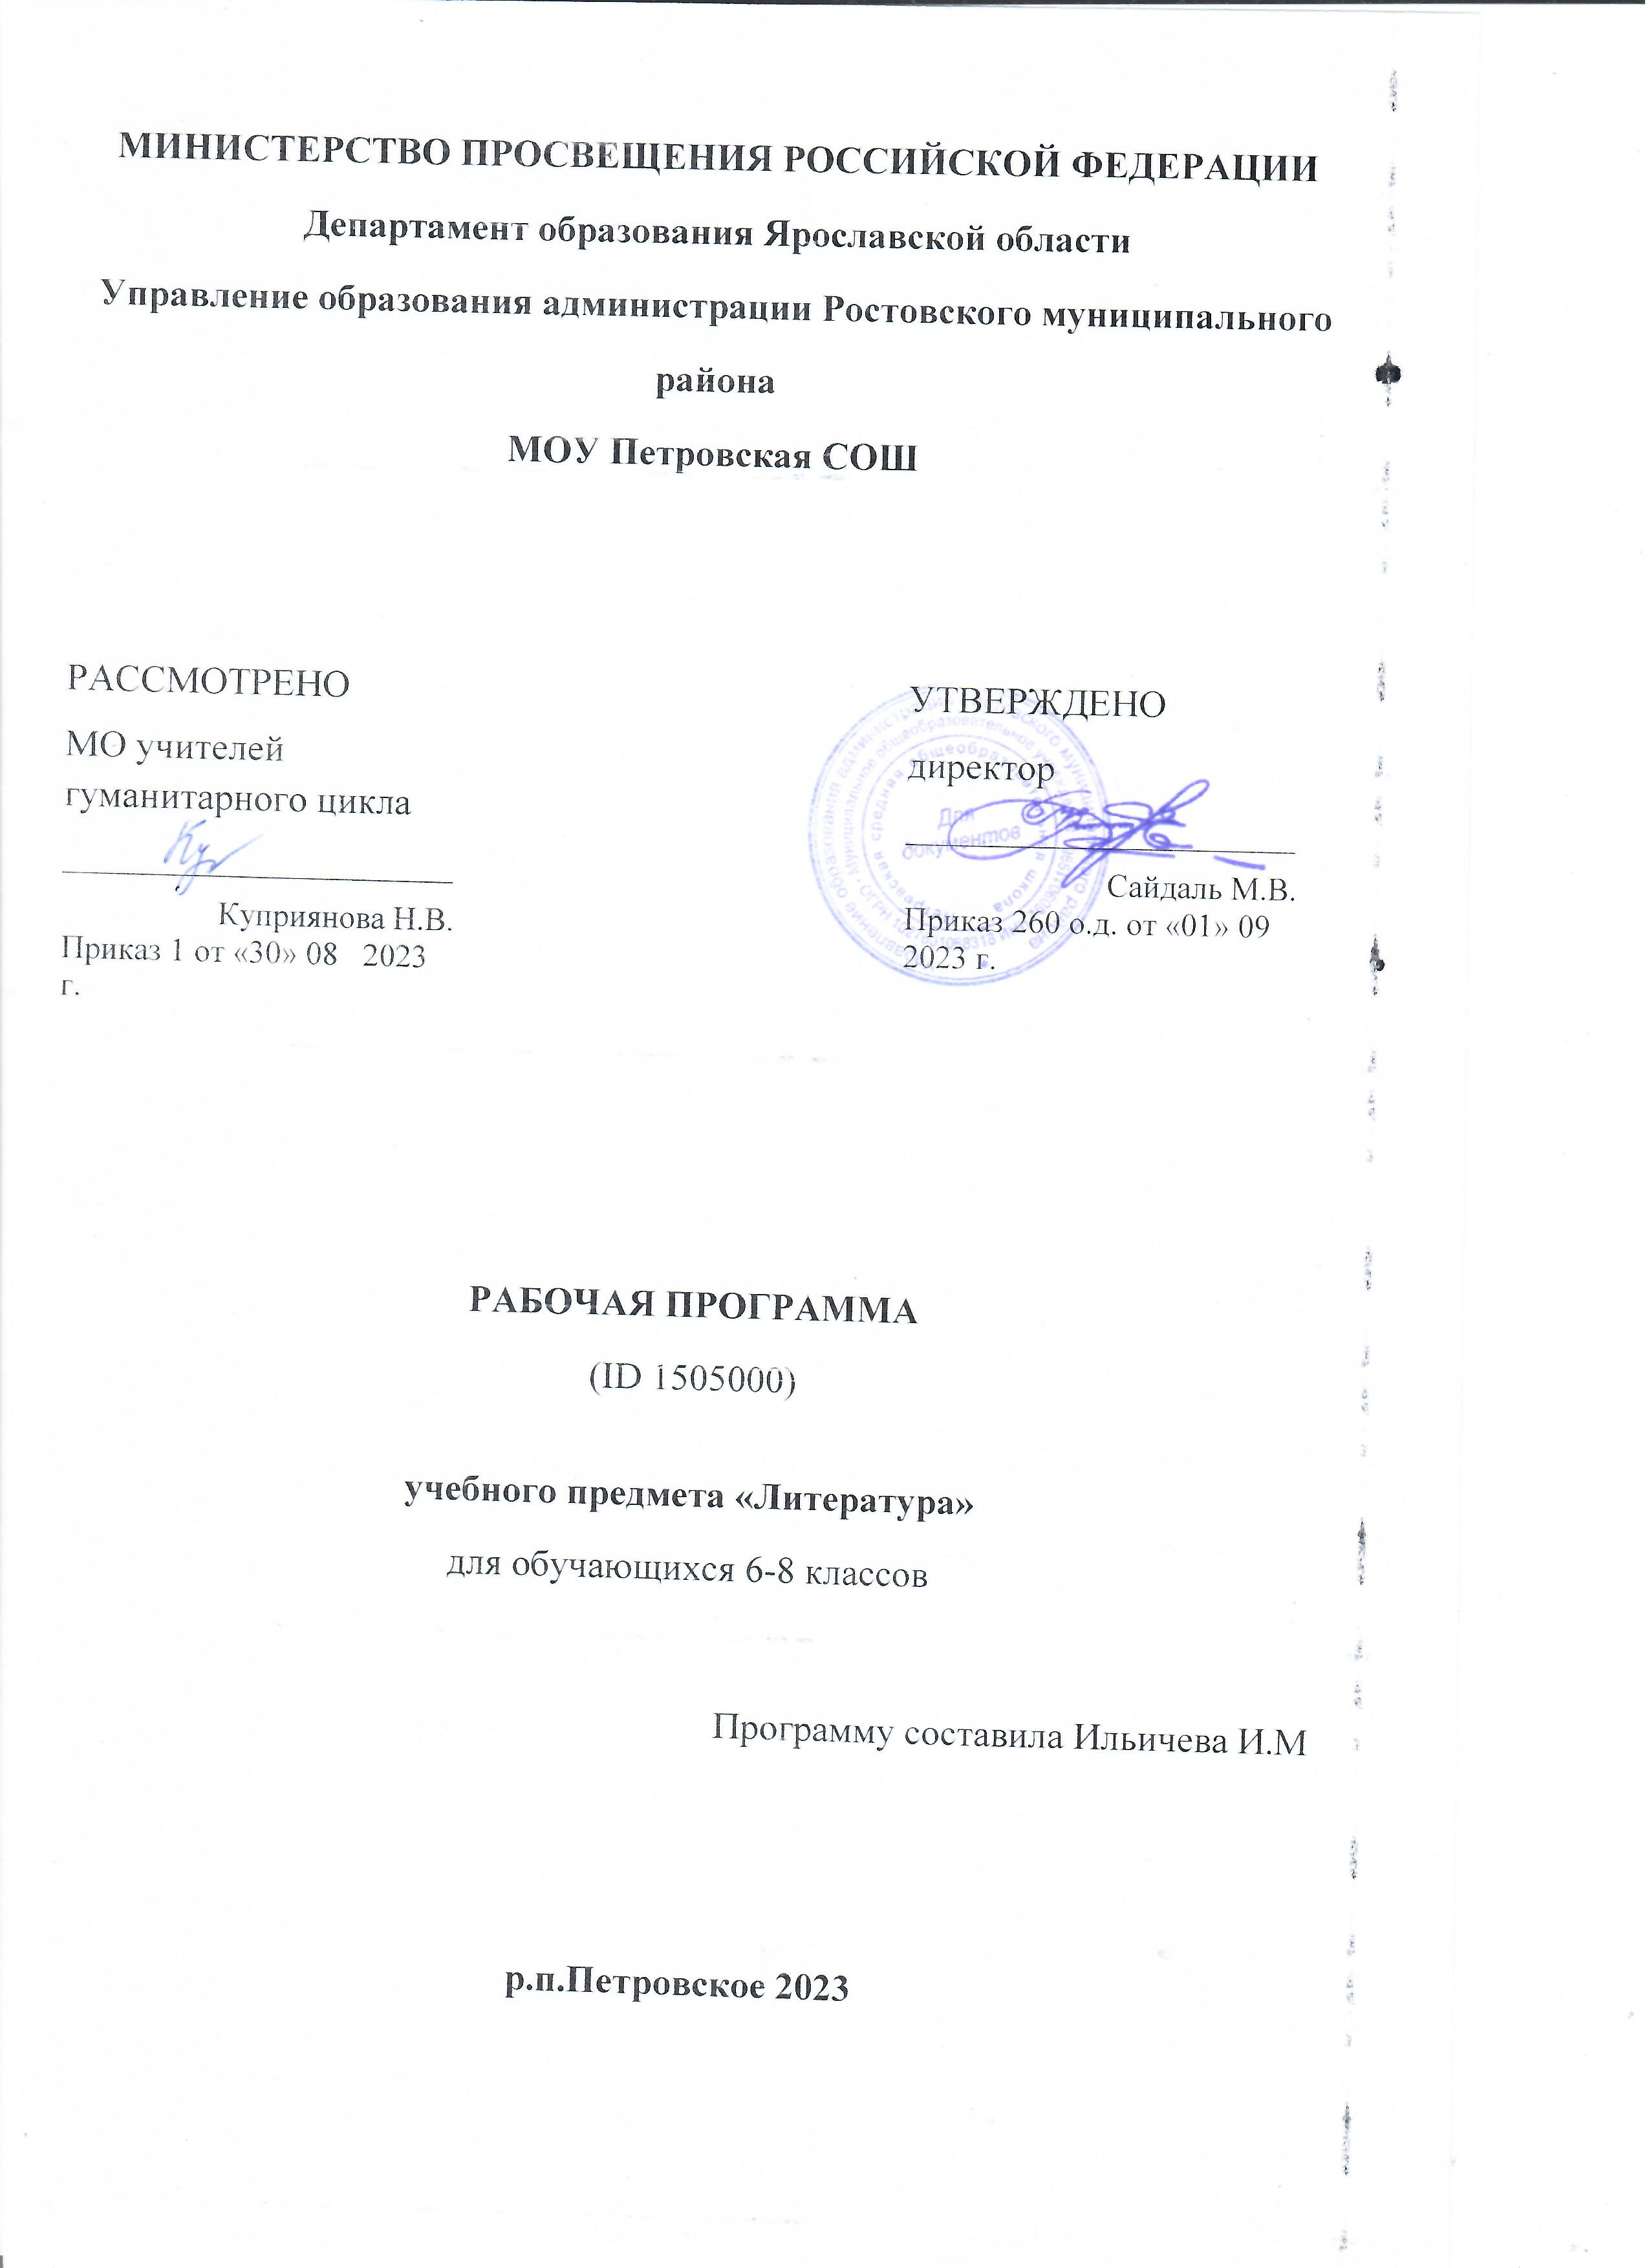 МИНИСТЕРСТВО ПРОСВЕЩЕНИЯ РОССИЙСКОЙ ФЕДЕРАЦИИ
Департамент образования Ярославской области
Управление образования администрации Ростовского муниципального
района
МОУ Петровская СОШ
РАССМОТРЕНО
МО учителей
гуманитарного цикла
Куприянова Н.В.
Приказ 1 от «30» 08 2023
г.
УТВЕРЖДЕНО
директор
Для
документов
Сайдаль М.В.
Приказ 260 о.д. от «01» 09
2023 г.
РАБОЧАЯ ПРОГРАММА
(ID 1505000)
учебного предмета «Литература»
для обучающихся 6-8 классов
Программу составила Ильичева И.М
р.п.Петровское 2023